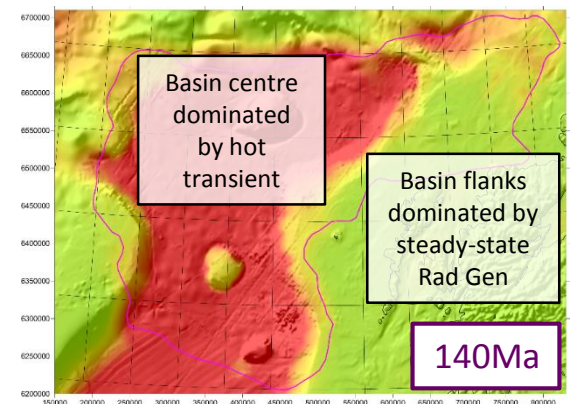 6700000
6650000
6600000
6550000
6500000
6450000
6400000
6350000
6300000
6250000
6200000
Basin centre
dominated
by hot
transient
Basin flanks
dominated by
steady-state
Rad Gen
140Ma
150000 200000 250000 300000 350000 400000 450000 500000 550000 600000 650000 700000 750000 800000